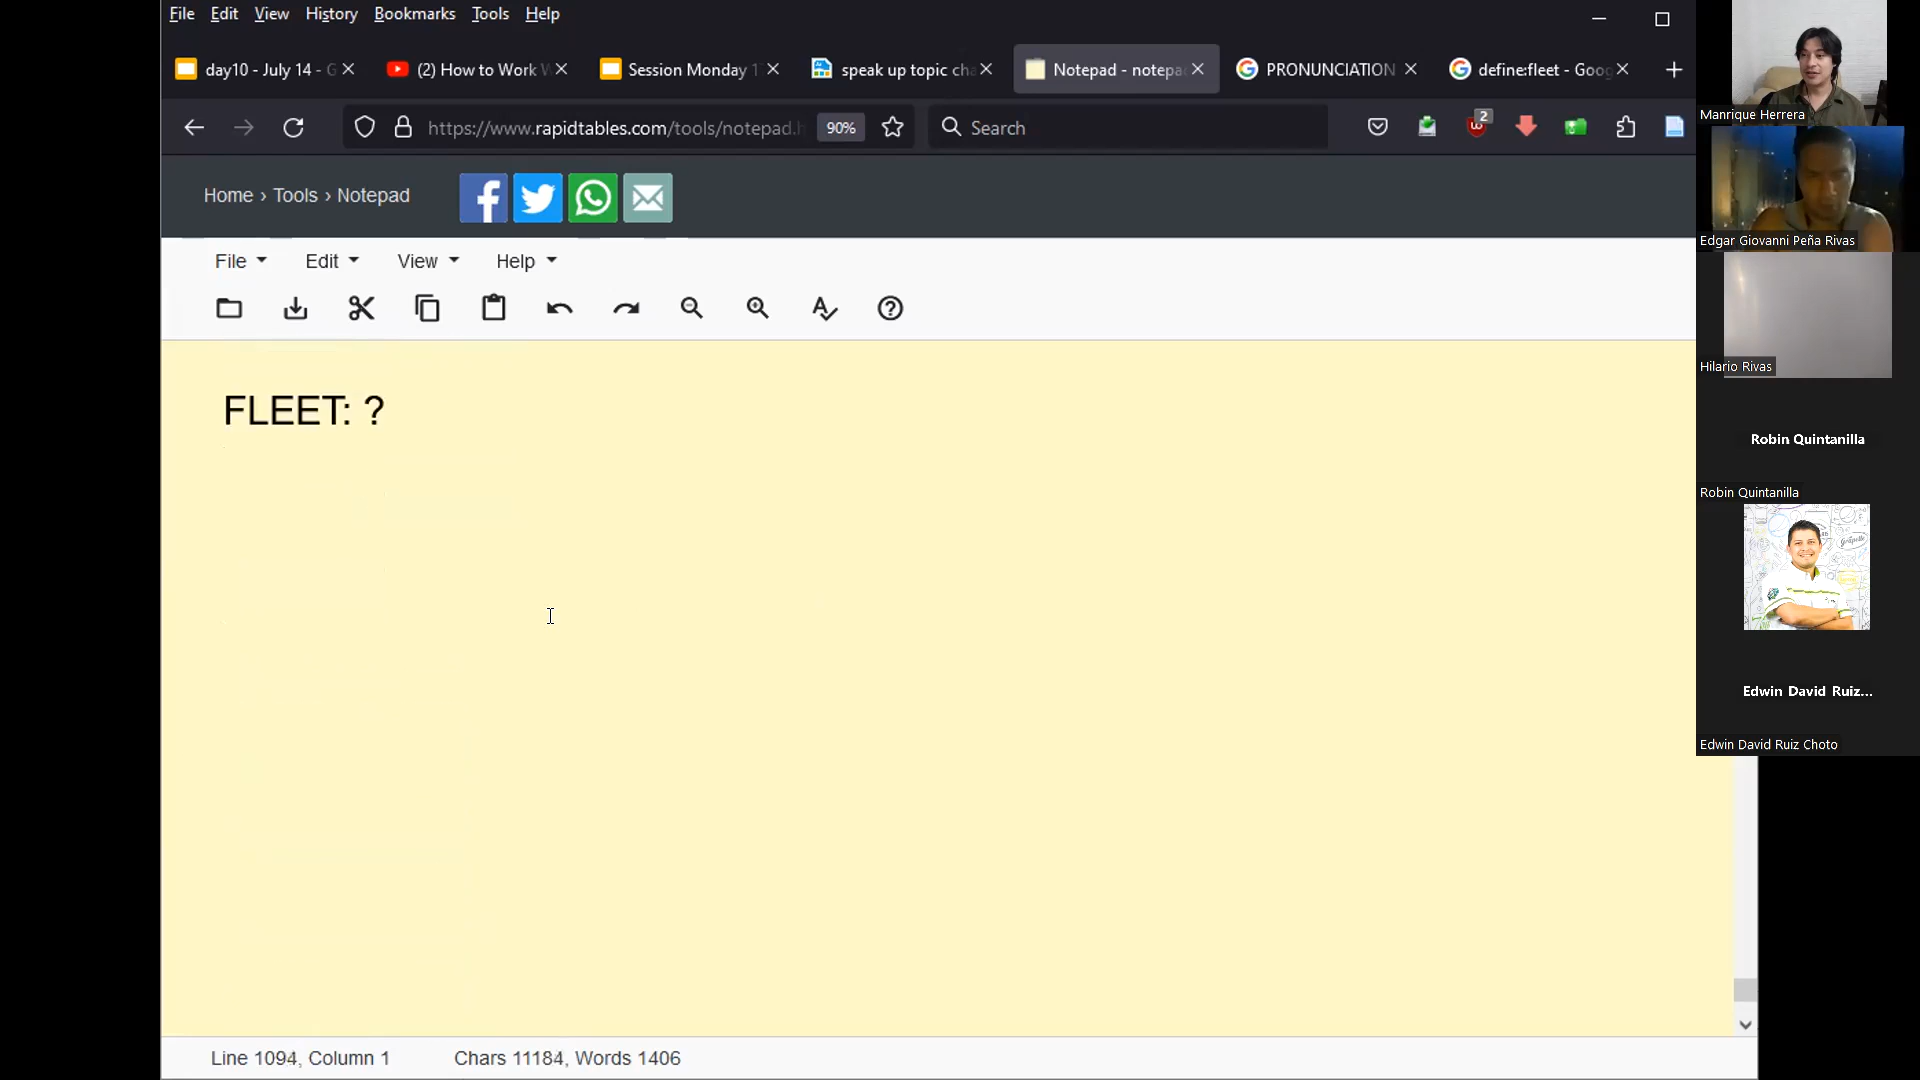 File Edit View History Bookmarks Tools Help
day10 - July 14 - G
(2) How to Work W
Session Monday 1
speak up topic cha
Notepad - notepa
PRONUNCIATION
define:fleet - Goog
https://www.rapidtables.com/tools/notepad.h
90%
Search
2
Home › Tools › Notepad
File Edit View Help
FLEET: ?
Line 1094, Column 1
Chars 11184, Words 1406
Manrique Herrera
Edgar Giovanni Peña Rivas
Hilario Rivas
Robin Quintanilla
Robin Quintanilla
Edwin David Ruiz...
Edwin David Ruiz Choto